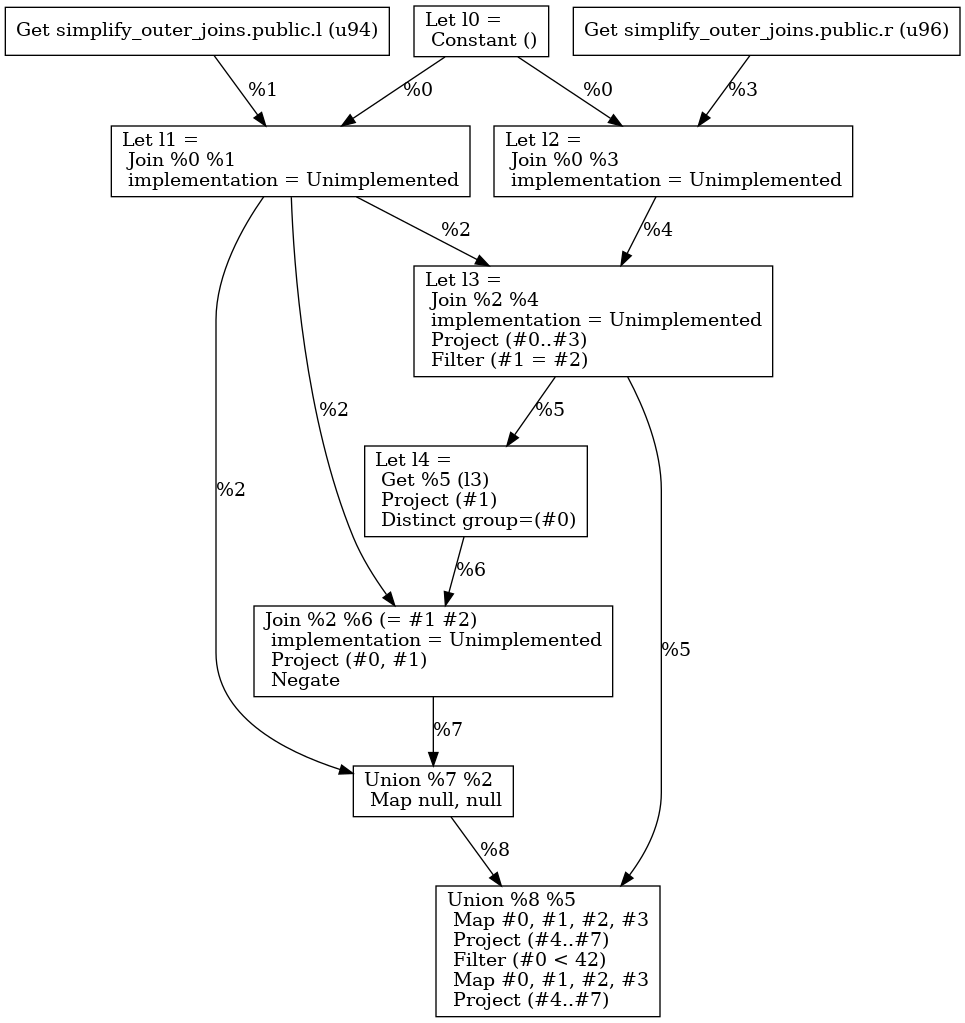 Get simplify_outer_joins.public.l (u94)
Let l0 =
Constant ()
Get simplify_outer_joins.public.r (u96)
%1
%0
%0
%3
Let l1 =
Join %0 %1
implementation = Unimplemented
Let l2 =
Join %0 %3
implementation = Unimplemented
%2
%4
Let l3 =
Join %2 %4
implementation = Unimplemented
Project (#0..#3)
Filter (#1 = #2)
%2
%5
Let l4 =
Get %5 (l3)
Project (#1)
Distinct group=(#0)
%2
%6
Join %2 %6 (= #1 #2)
implementation = Unimplemented
Project (#0, #1)
Negate
%5
%7
Union %7 %2
Map null, null
%8
Union %8 %5
Map #0, #1, #2, #3
Project (#4..#7)
Filter (#0 < 42)
Map #0, #1, #2, #3
Project (#4..#7)